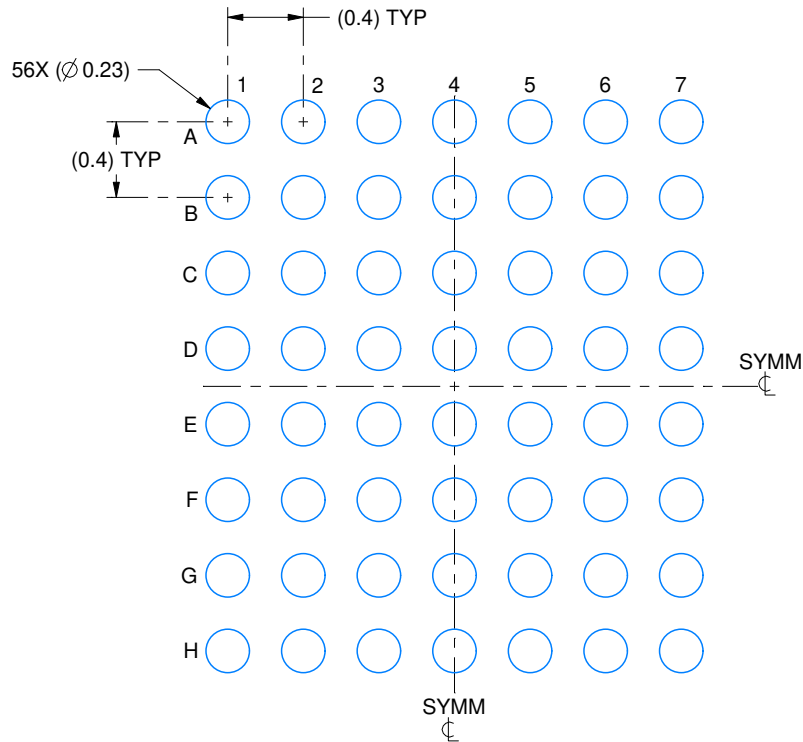 (0.4) TYP
56X (∅ 0.23)
1 2 3 4 5 6 7
A
(0.4) TYP
B
C
D
SYMM
℄
E
F
G
H
SYMM
℄